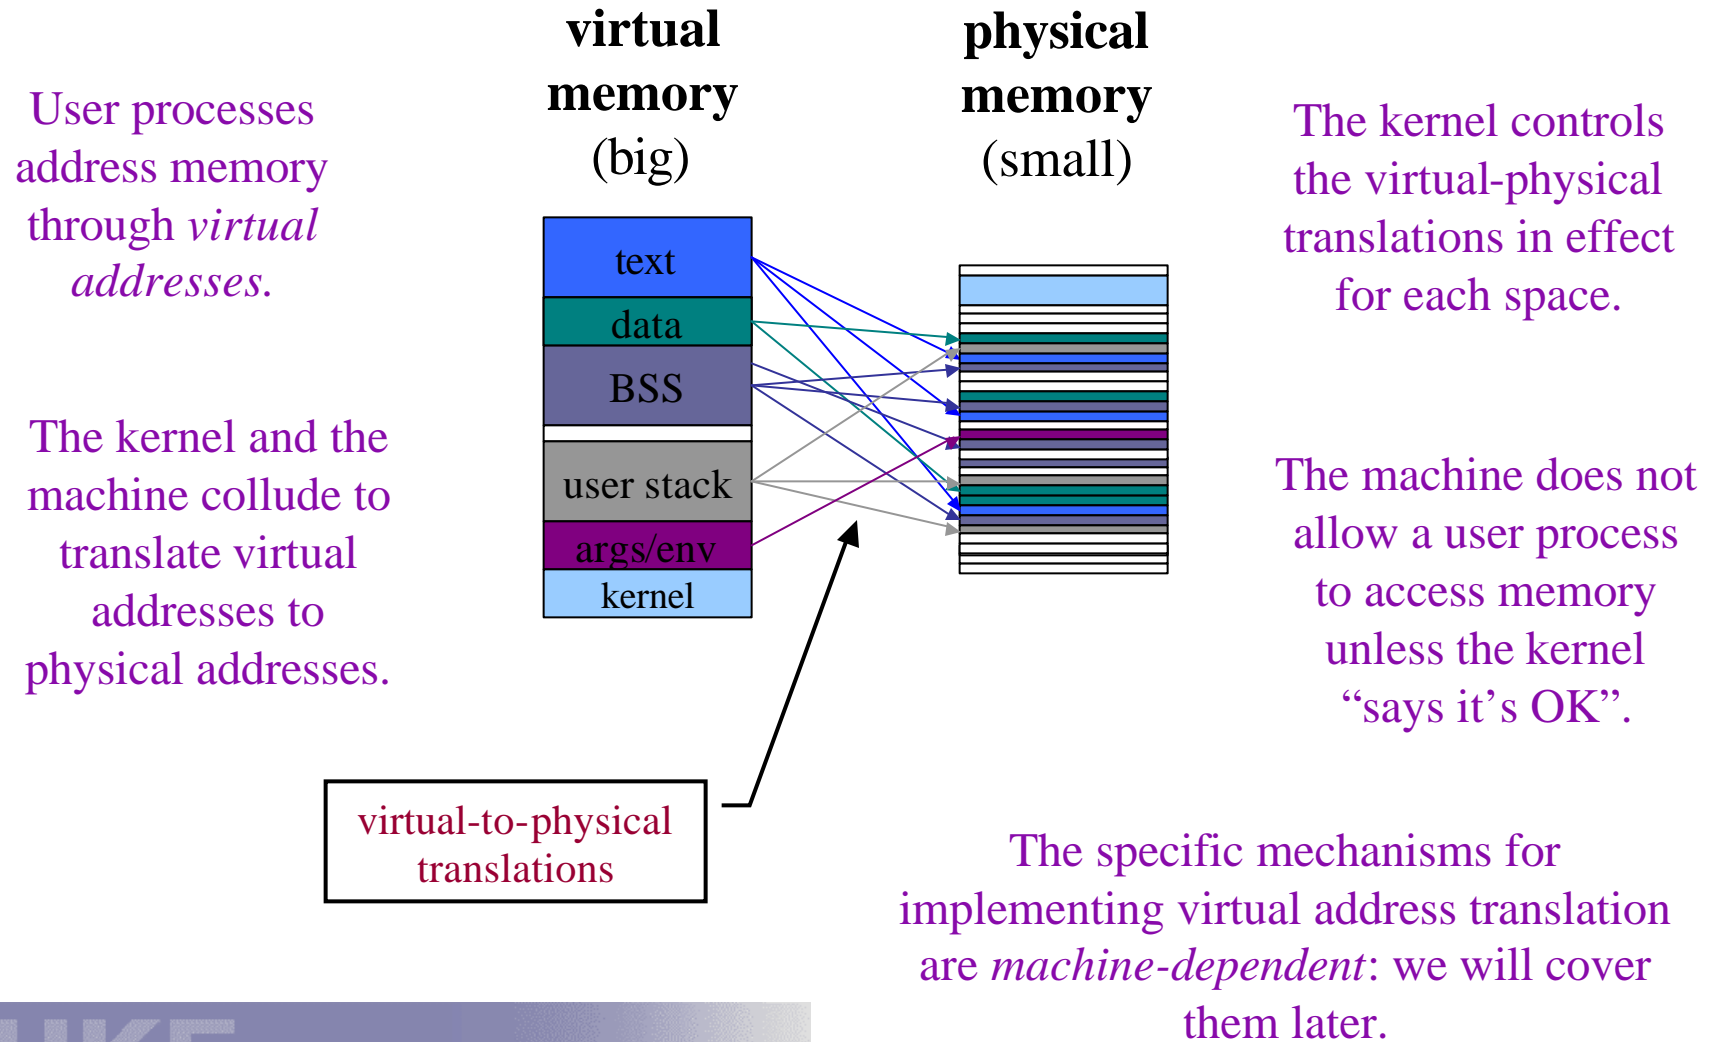 virtual
memory
(big)
physical
memory
(small)
User processes
address memory
through virtual
addresses.
The kernel and the
machine collude to
translate virtual
addresses to
physical addresses.
text
data
BSS
user stack
args/env
kernel
The kernel controls
the virtual-physical
translations in effect
for each space.
The machine does not
allow a user process
to access memory
unless the kernel
“says it’s OK”.
virtual-to-physical
translations
The specific mechanisms for
implementing virtual address translation
are machine-dependent: we will cover
them later.